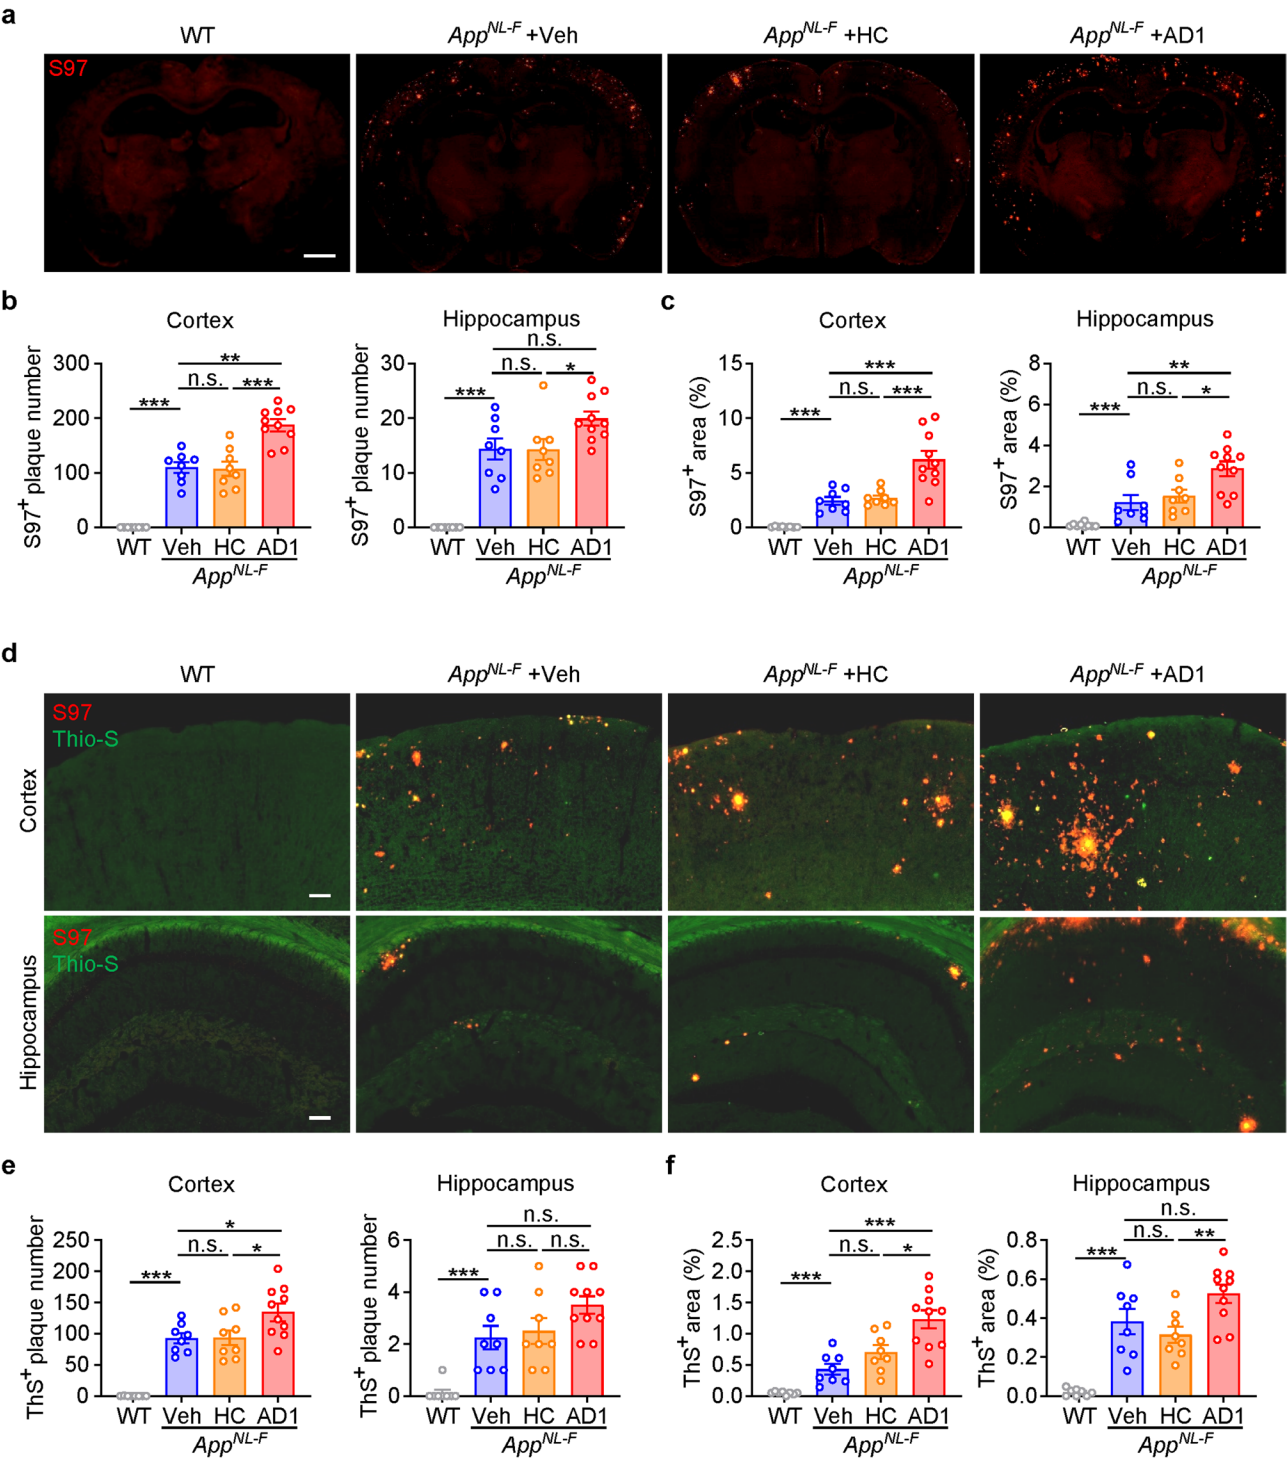 a
WT
App^NL-F +Veh
App^NL-F +HC
App^NL-F +AD1
S97
b
Cortex
S97+ plaque number
300
200
100
0
***
n.s.
**
***
WT Veh HC AD1
App^NL-F
Hippocampus
S97+ plaque number
30
20
10
0
***
n.s.
n.s.
*
WT Veh HC AD1
App^NL-F
c
Cortex
S97+ area (%)
15
10
5
0
***
n.s.
***
***
WT Veh HC AD1
App^NL-F
Hippocampus
S97+ area (%)
8
6
4
2
0
***
n.s.
**
*
WT Veh HC AD1
App^NL-F
d
WT
App^NL-F +Veh
App^NL-F +HC
App^NL-F +AD1
Cortex
S97
Thio-S
Hippocampus
S97
Thio-S
e
Cortex
ThS+ plaque number
250
200
150
100
50
0
***
n.s.
*
*
WT Veh HC AD1
App^NL-F
Hippocampus
ThS+ plaque number
6
4
2
0
***
n.s.
n.s.
n.s.
WT Veh HC AD1
App^NL-F
f
Cortex
ThS+ area (%)
2.5
2.0
1.5
1.0
0.5
0.0
***
n.s.
***
*
WT Veh HC AD1
App^NL-F
Hippocampus
ThS+ area (%)
0.8
0.6
0.4
0.2
0.0
***
n.s.
n.s.
**
WT Veh HC AD1
App^NL-F